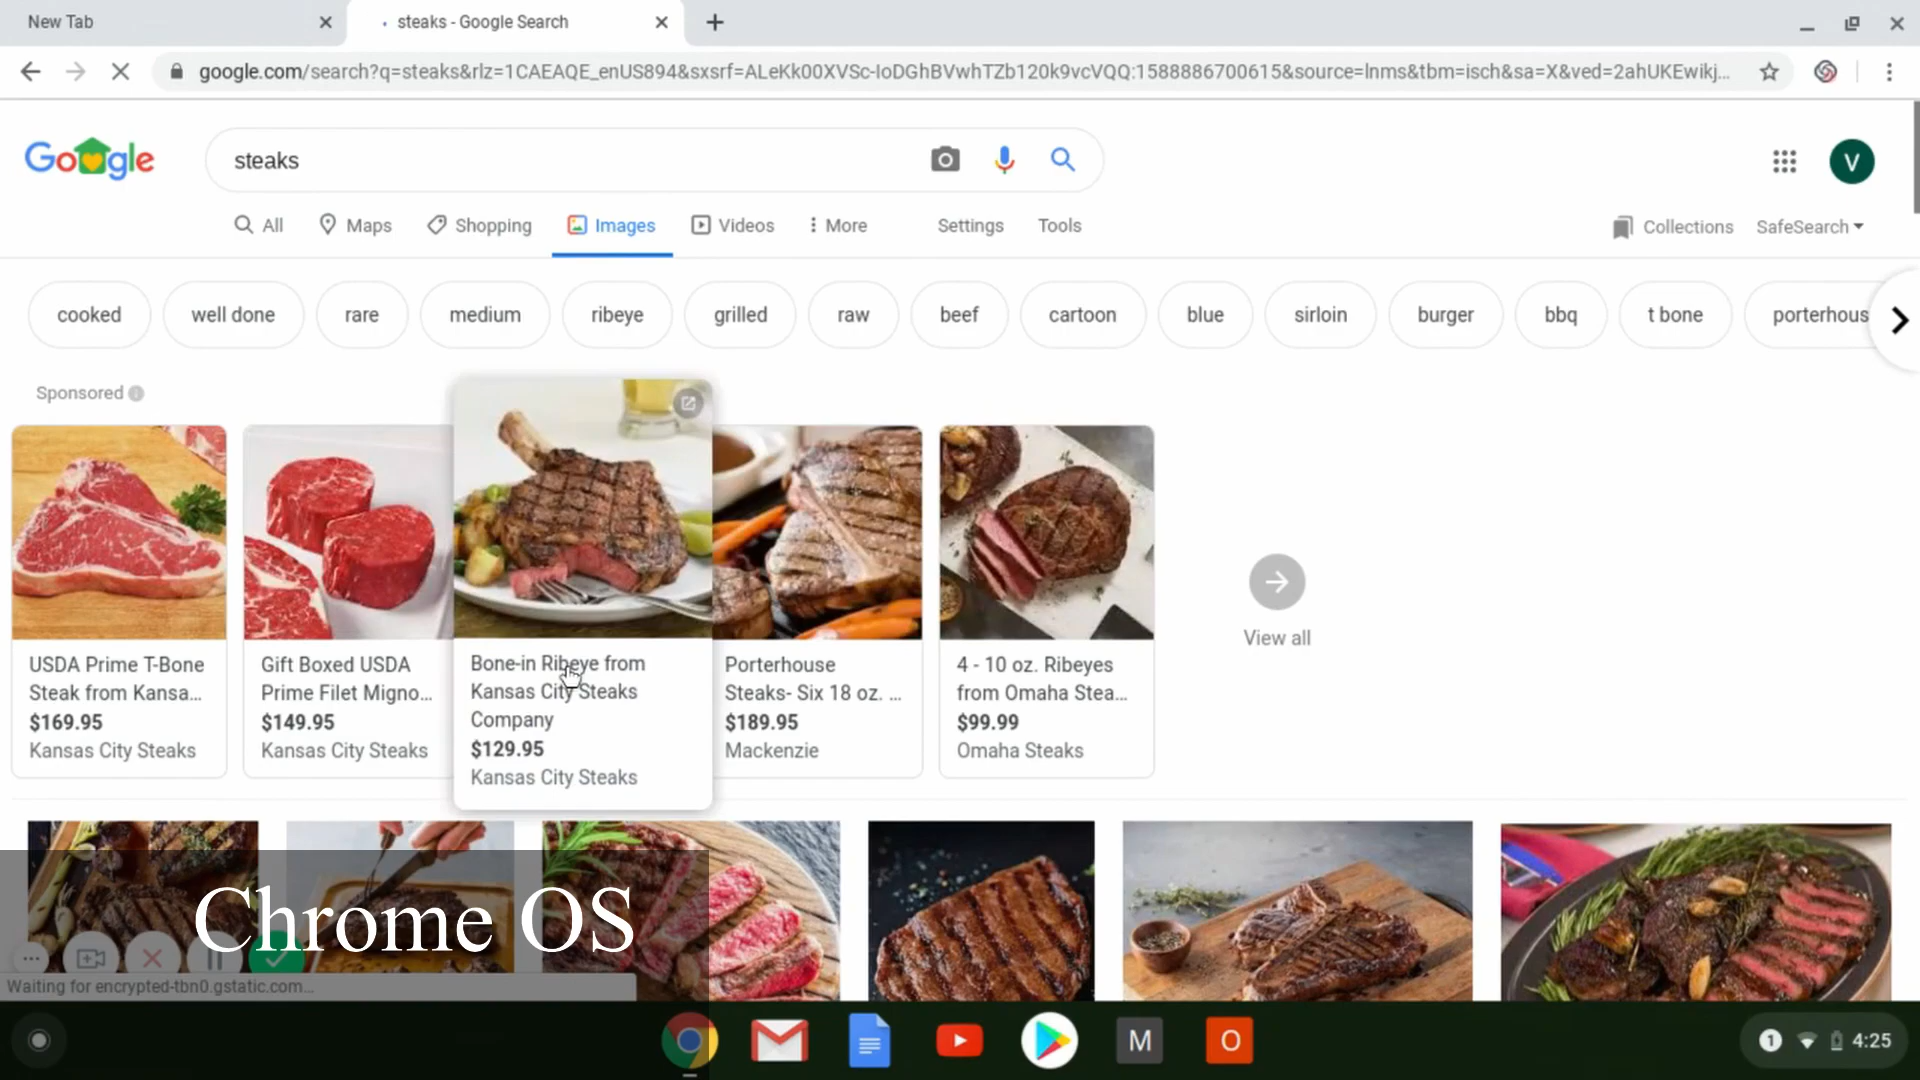 New Tab
steaks - Google Search
google.com/search?q=steaks&rlz=1CAEAQE_enUS894&sxsrf=ALeKk00XVSc-IoDGhBVwhTZb120k9vcVQQ:1588886700615&source=lnms&tbm=isch&sa=X&ved=2ahUKEwikj...
Google
steaks
V
All
Maps
Shopping
Images
Videos
More
Settings
Tools
Collections
SafeSearch
cooked
well done
rare
medium
ribeye
grilled
raw
beef
cartoon
blue
sirloin
burger
bbq
t bone
porterhous
Sponsored
USDA Prime T-Bone
Steak from Kansa...
$169.95
Kansas City Steaks
Gift Boxed USDA
Prime Filet Migno...
$149.95
Kansas City Steaks
Bone-in Ribeye from
Kansas City Steaks
Company
$129.95
Kansas City Steaks
Porterhouse
Steaks- Six 18 oz. ...
$189.95
Mackenzie
4 - 10 oz. Ribeyes
from Omaha Stea...
$99.99
Omaha Steaks
View all
Chrome OS
Waiting for encrypted-tbn0.gstatic.com...
M
O
1
4:25